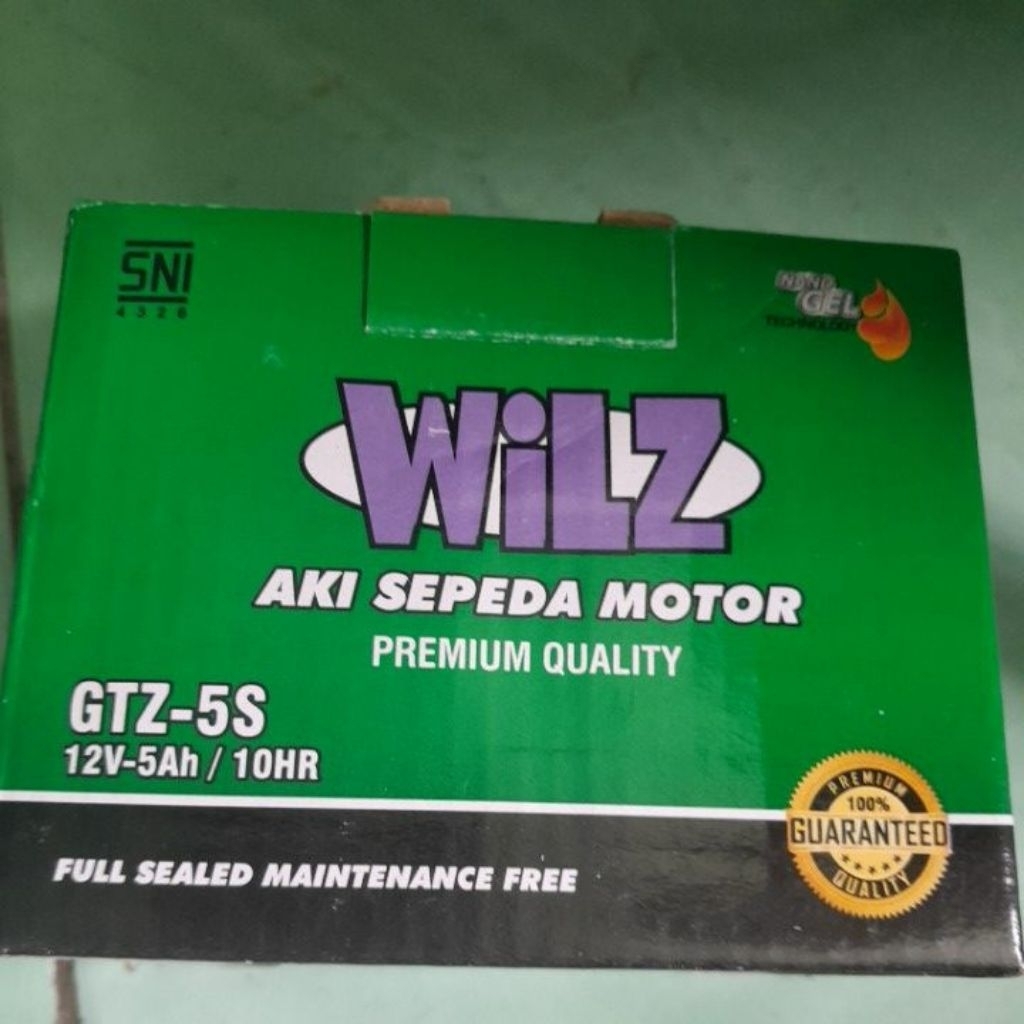 SNI
4326
NANO
GEL
TECHNOLOGY
WiLZ
AKI SEPEDA MOTOR
PREMIUM QUALITY
GTZ-5S
12V-5Ah / 10HR
FULL SEALED MAINTENANCE FREE
PREMIUM
100%
GUARANTEED
QUALITY